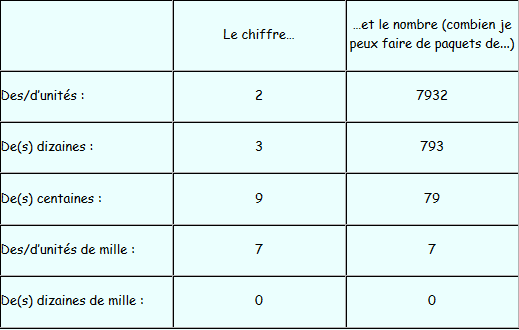 Le chiffre…
…et le nombre (combien je
peux faire de paquets de...)
Des/d’unités :
2
7932
De(s) dizaines :
3
793
De(s) centaines :
9
79
Des/d’unités de mille :
7
7
De(s) dizaines de mille :
0
0